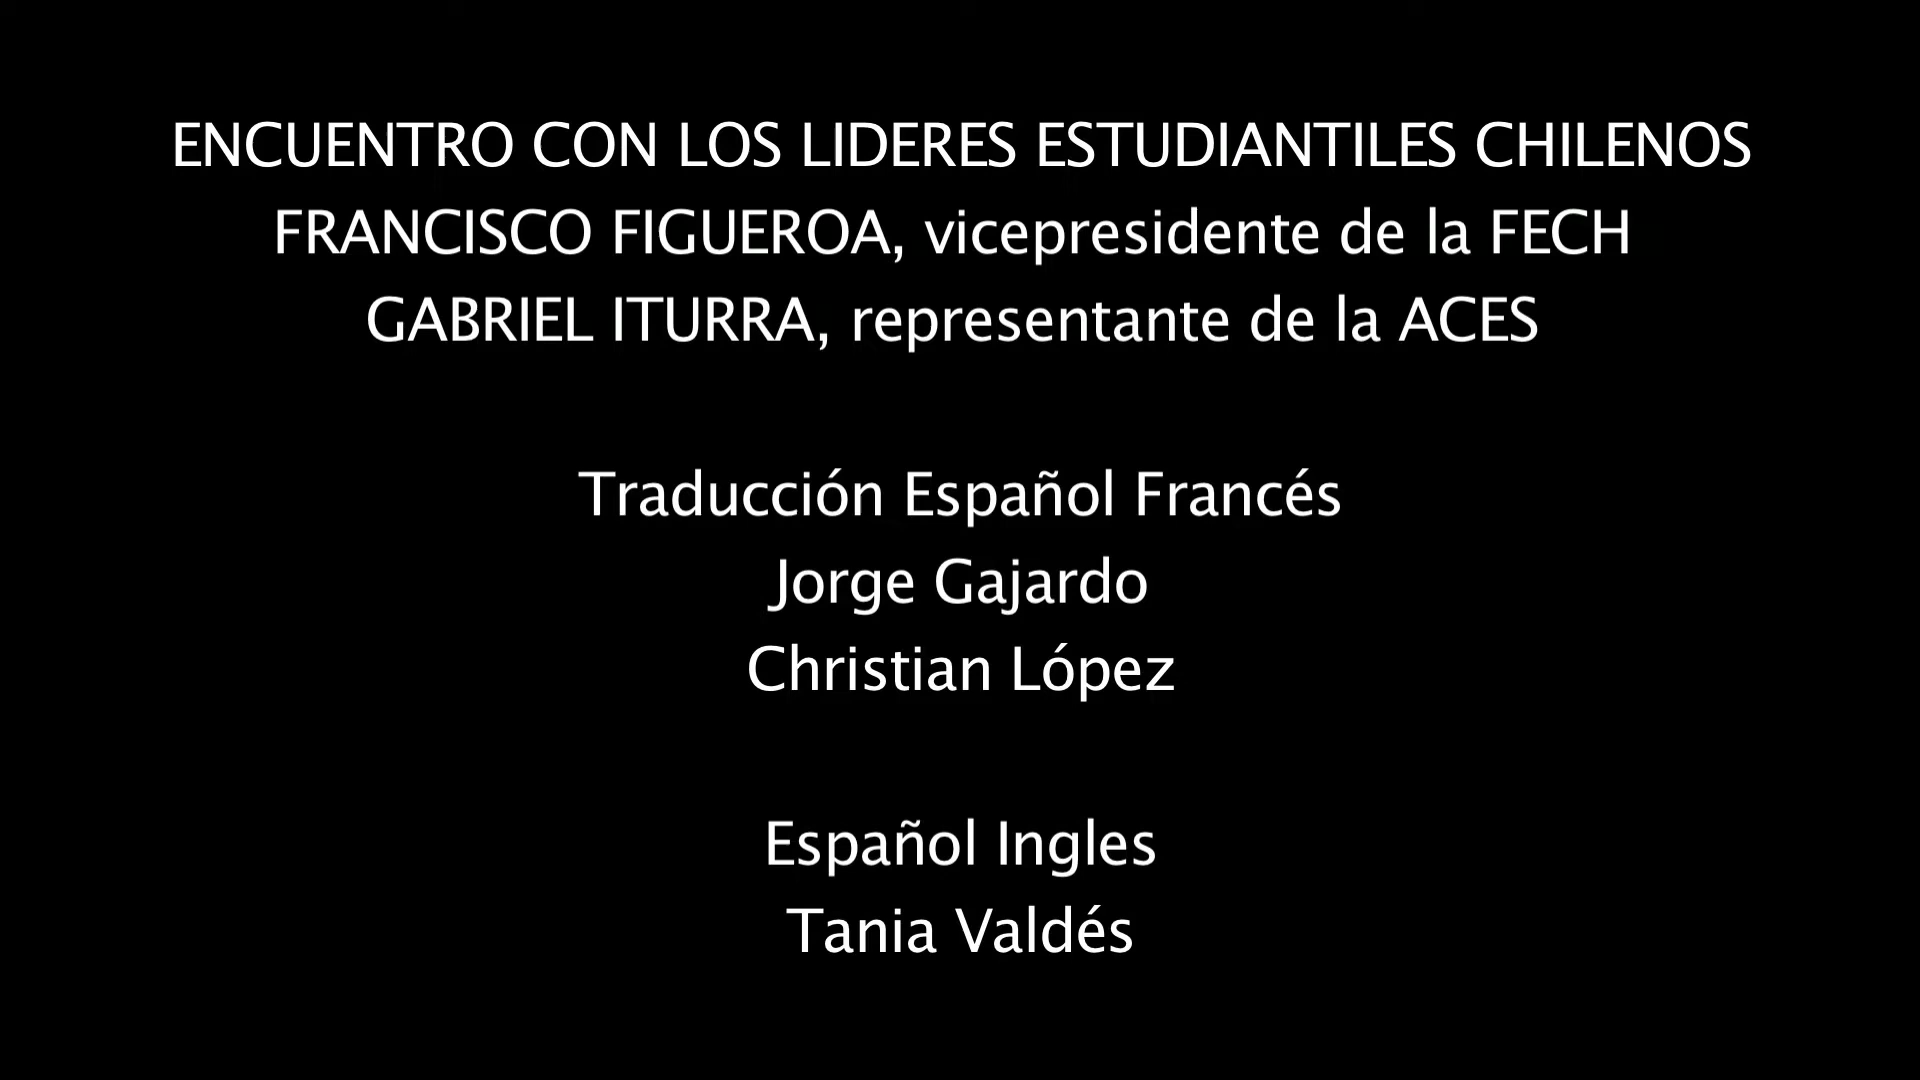 ENCUENTRO CON LOS LIDERES ESTUDIANTILES CHILENOS
FRANCISCO FIGUEROA, vicepresidente de la FECH
GABRIEL ITURRA, representante de la ACES
Traducción Español Francés
Jorge Gajardo
Christian López
Español Ingles
Tania Valdés